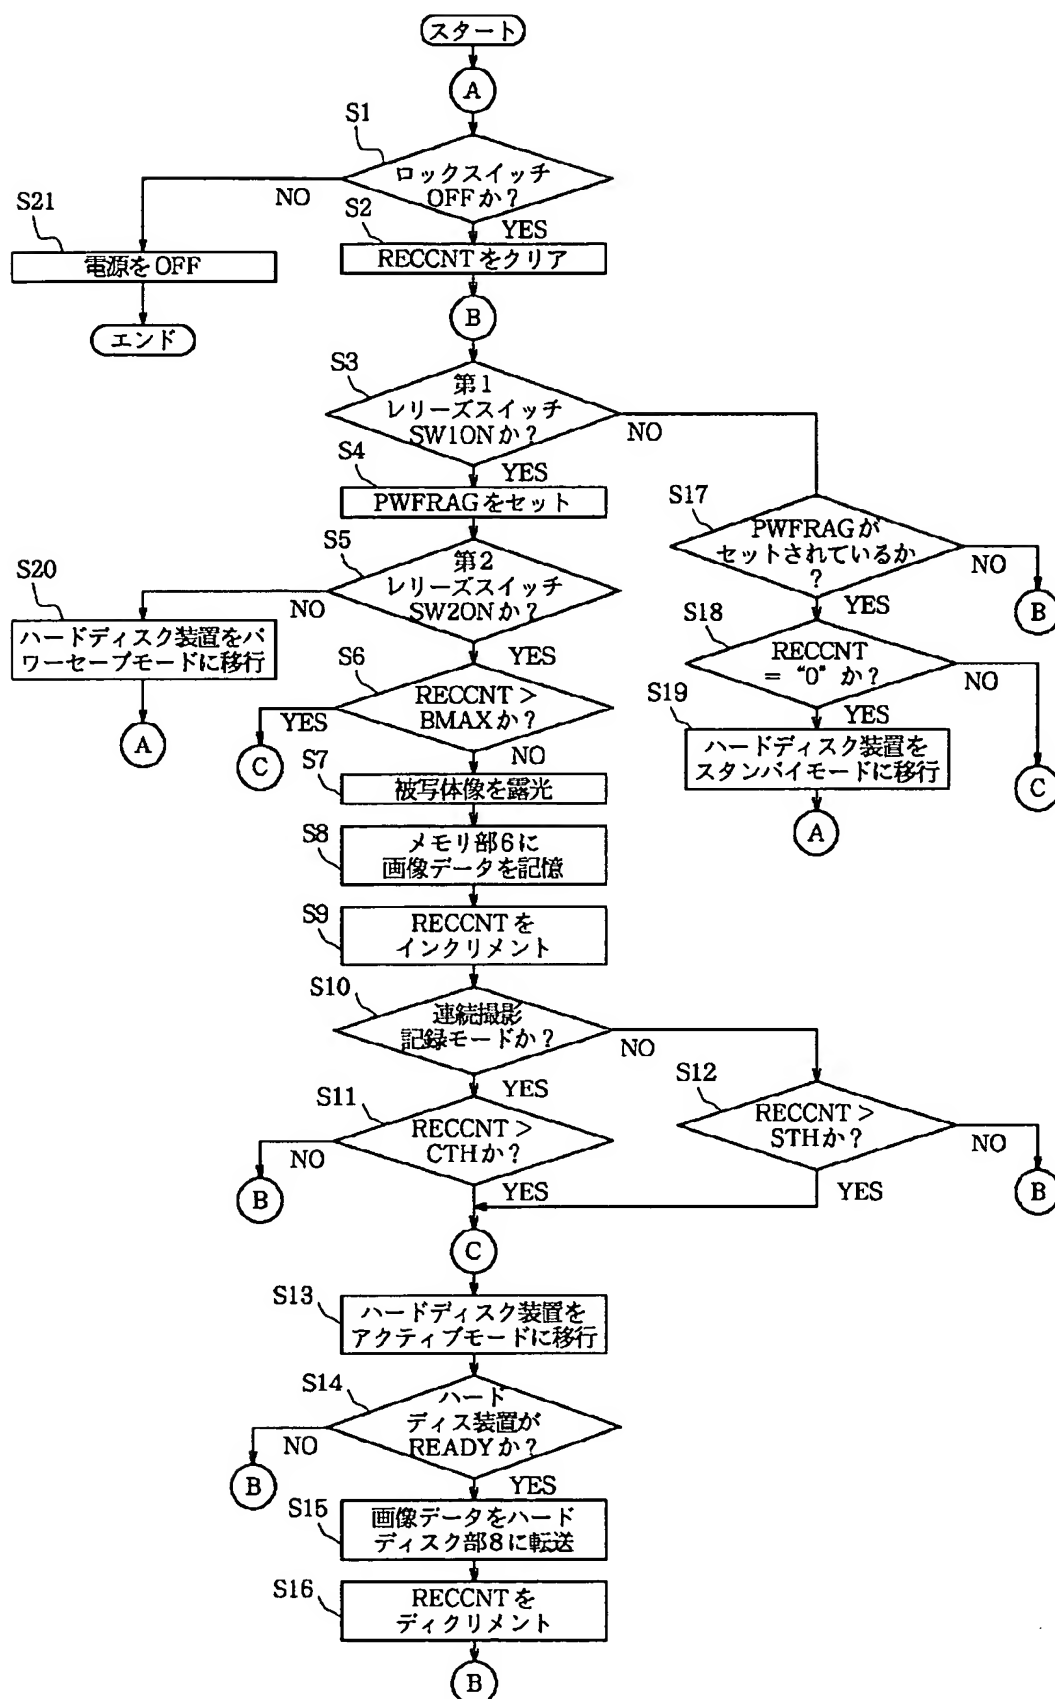 スタート
A
S1
ロックスイッチ
OFFか?
NO
YES
S21
電源をOFF
エンド
S2
RECCNTをクリア
B
S3
第1
レリーズスイッチ
SW1ONか?
NO
YES
S4
PWFRAGをセット
S17
PWFRAGが
セットされているか
?
NO
B
YES
S5
第2
レリーズスイッチ
SW2ONか?
NO
YES
S20
ハードディスク装置をパ
ワーセーブモードに移行
A
S18
RECCNT
= "0"か?
NO
C
YES
S19
ハードディスク装置を
スタンバイモードに移行
A
S6
RECCNT >
BMAXか?
YES
C
NO
S7
被写体像を露光
S8
メモリ部6に
画像データを記憶
S9
RECCNTを
インクリメント
S10
連続撮影
記録モードか?
NO
YES
S11
RECCNT >
CTHか?
NO
B
YES
S12
RECCNT >
STHか?
NO
B
YES
C
S13
ハードディスク装置を
アクティブモードに移行
S14
ハード
ディス装置が
READYか?
NO
B
YES
S15
画像データをハード
ディスク部8に転送
S16
RECCNTを
ディクリメント
B